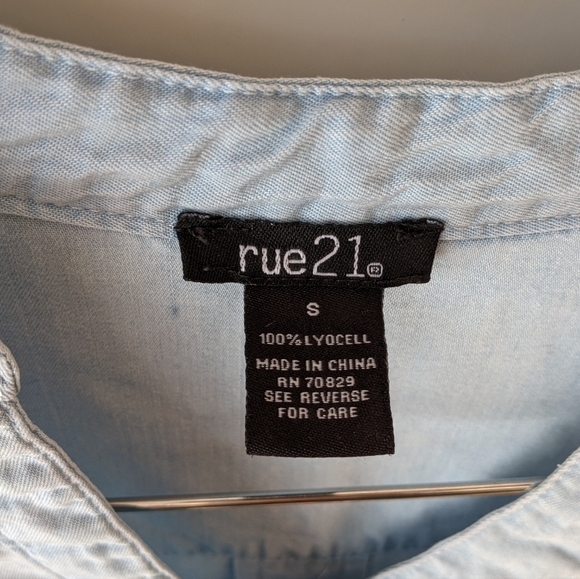 rue21
S
100% LYOCELL
MADE IN CHINA
RN 70829
SEE REVERSE
FOR CARE